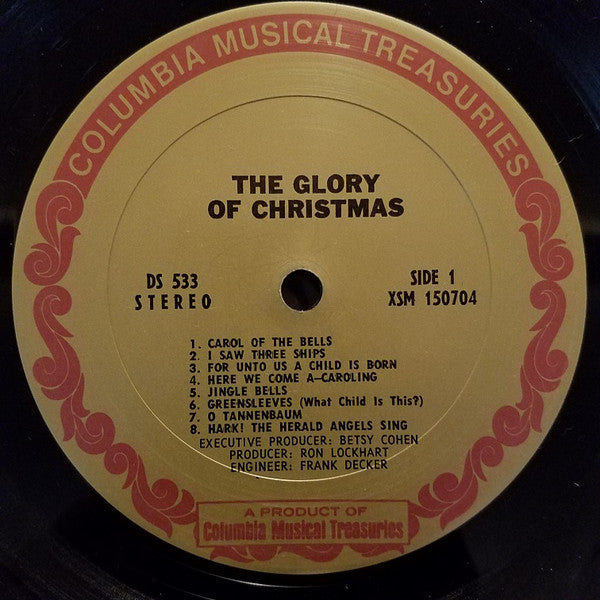 COLUMBIA MUSICAL TREASURIES
THE GLORY
OF CHRISTMAS
DS 533
STEREO
SIDE 1
XSM 150704
1. CAROL OF THE BELLS
2. I SAW THREE SHIPS
3. FOR UNTO US A CHILD IS BORN
4. HERE WE COME A-CAROLING
5. JINGLE BELLS
6. GREENSLEEVES (What Child Is This?)
7. O TANNENBAUM
8. HARK! THE HERALD ANGELS SING
EXECUTIVE PRODUCER: BETSY COHEN
PRODUCER: RON LOCKHART
ENGINEER: FRANK DECKER
A PRODUCT OF
Columbia Musical Treasuries